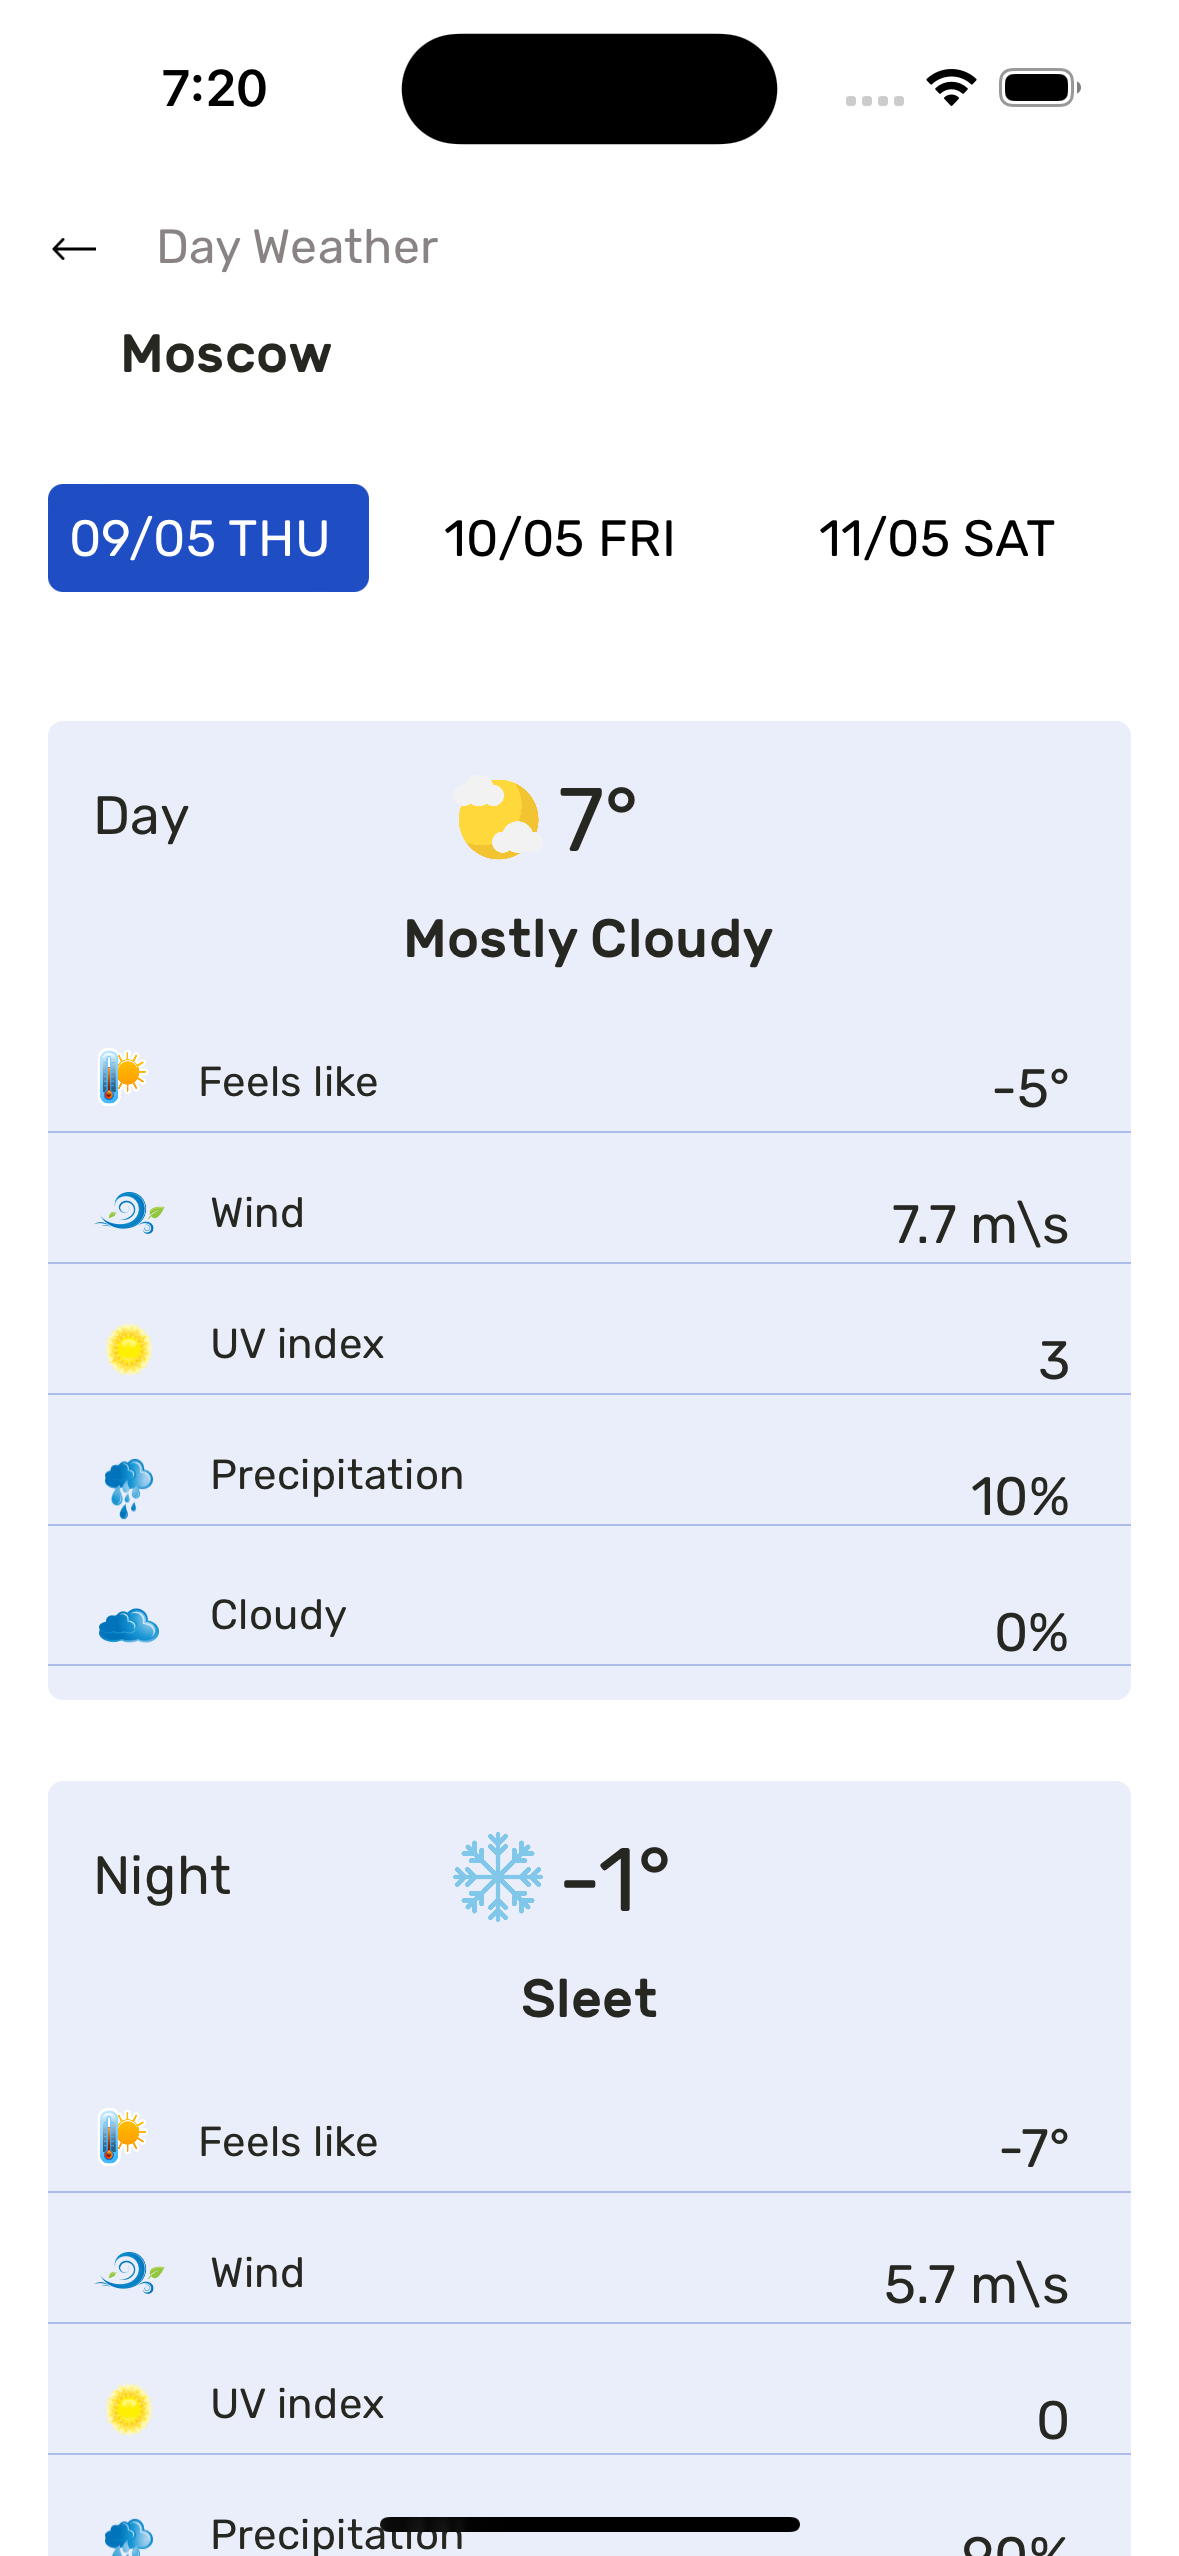 7:20
Day Weather
Moscow
09/05 THU 10/05 FRI 11/05 SAT
Day 7°
Mostly Cloudy
Feels like -5°
Wind 7.7 m\s
UV index 3
Precipitation 10%
Cloudy 0%
Night -1°
Sleet
Feels like -7°
Wind 5.7 m\s
UV index 0
Precipitation